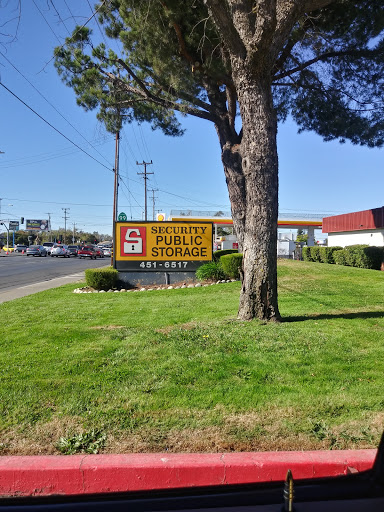 SECURITY
PUBLIC
STORAGE
451-6517